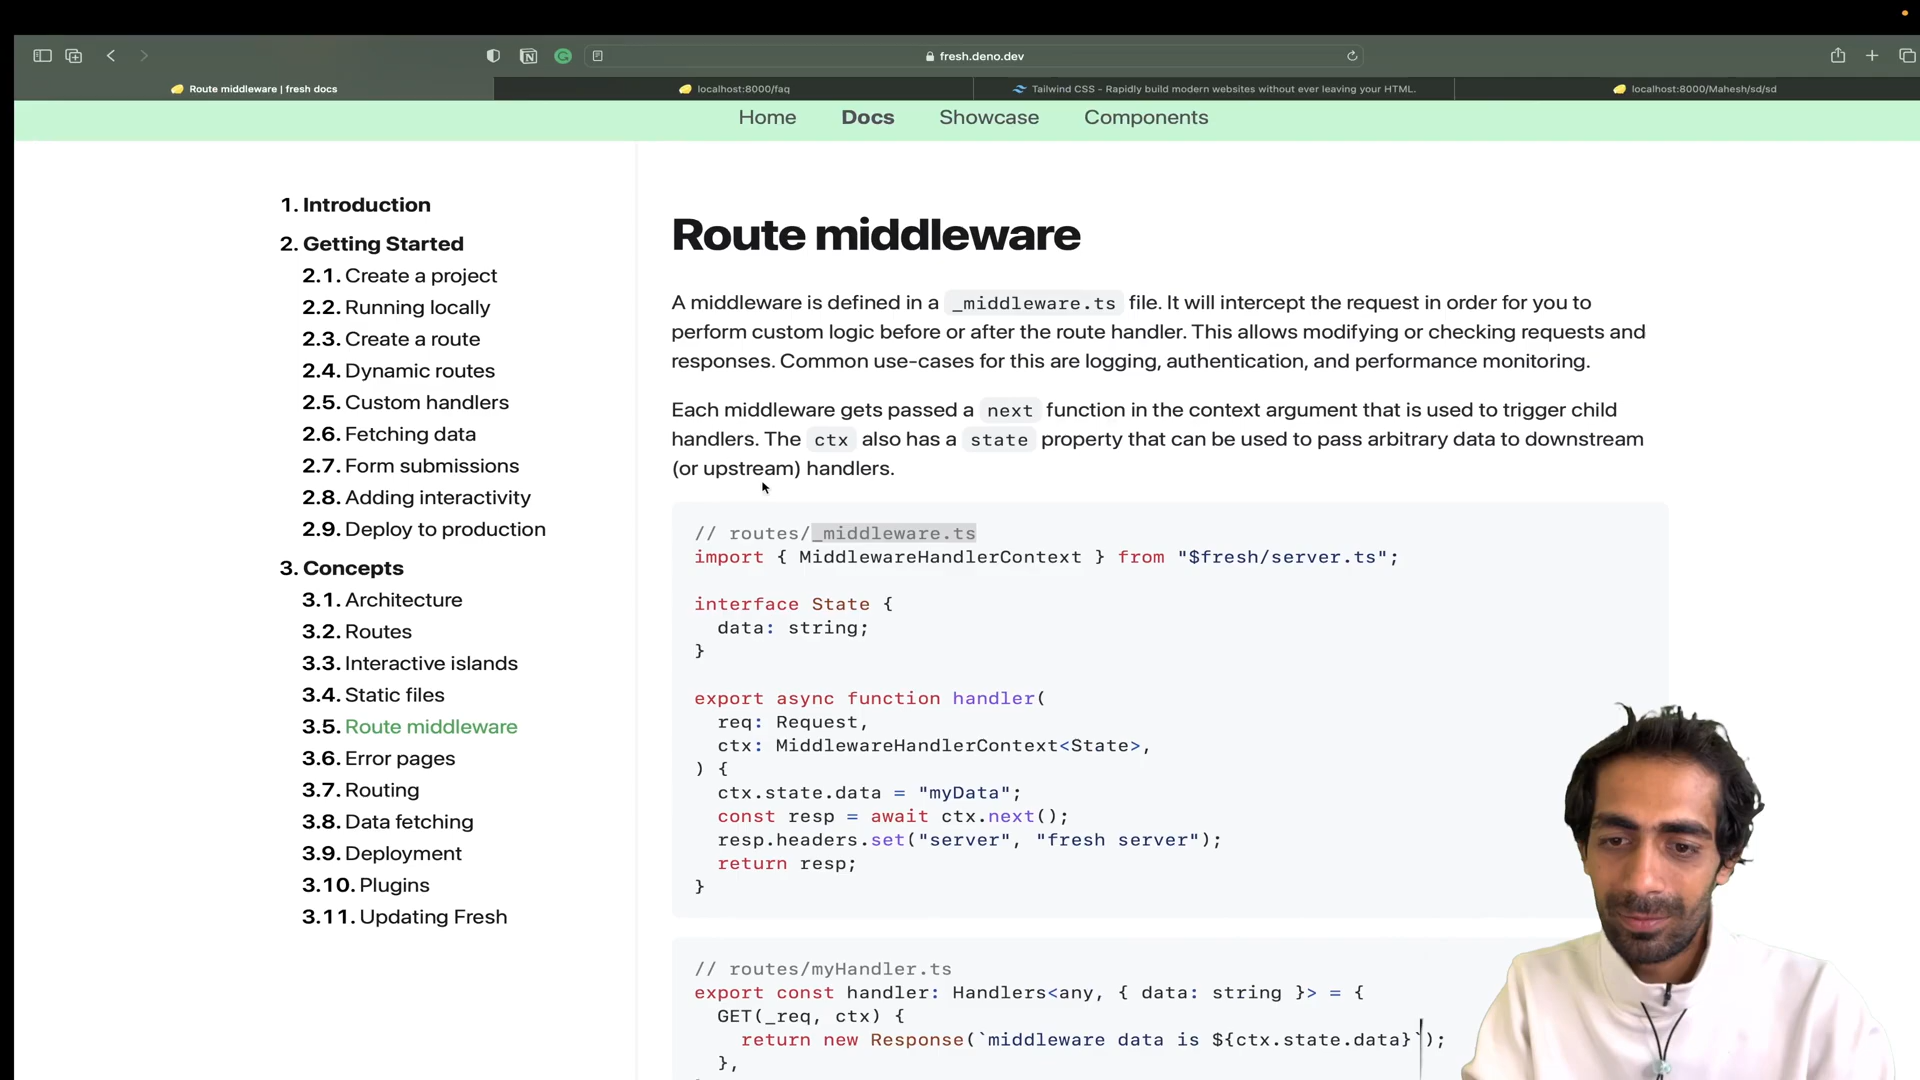 fresh.deno.dev
Route middleware | fresh docs
localhost:8000/faq
Tailwind CSS - Rapidly build modern websites without ever leaving your HTML.
localhost:8000/Mahesh/sd/sd
Home Docs Showcase Components
1. Introduction
2. Getting Started
2.1. Create a project
2.2. Running locally
2.3. Create a route
2.4. Dynamic routes
2.5. Custom handlers
2.6. Fetching data
2.7. Form submissions
2.8. Adding interactivity
2.9. Deploy to production
3. Concepts
3.1. Architecture
3.2. Routes
3.3. Interactive islands
3.4. Static files
3.5. Route middleware
3.6. Error pages
3.7. Routing
3.8. Data fetching
3.9. Deployment
3.10. Plugins
3.11. Updating Fresh
Route middleware
A middleware is defined in a _middleware.ts file. It will intercept the request in order for you to
perform custom logic before or after the route handler. This allows modifying or checking requests and
responses. Common use-cases for this are logging, authentication, and performance monitoring.
Each middleware gets passed a next function in the context argument that is used to trigger child
handlers. The ctx also has a state property that can be used to pass arbitrary data to downstream
(or upstream) handlers.
// routes/_middleware.ts
import { MiddlewareHandlerContext } from "$fresh/server.ts";
interface State {
data: string;
}
export async function handler(
req: Request,
ctx: MiddlewareHandlerContext<State>,
) {
ctx.state.data = "myData";
const resp = await ctx.next();
resp.headers.set("server", "fresh server");
return resp;
}
// routes/myHandler.ts
export const handler: Handlers<any, { data: string }> = {
GET(_req, ctx) {
return new Response(`middleware data is ${ctx.state.data}`);
},